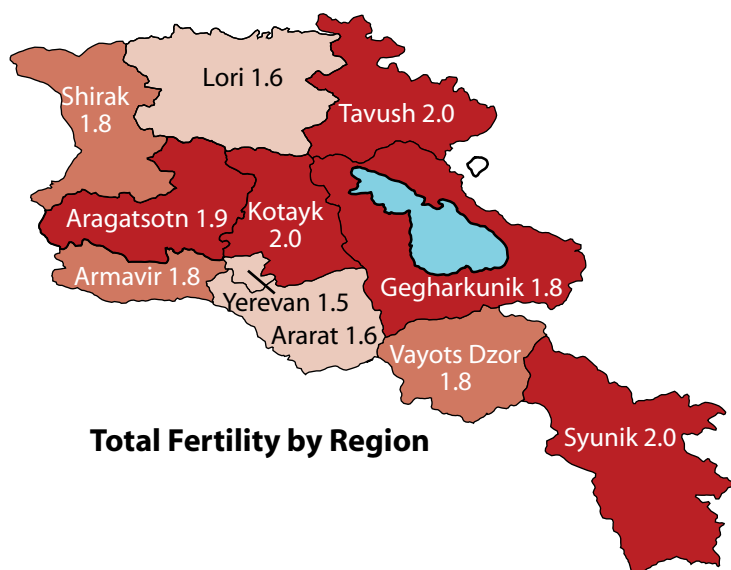 Lori 1.6
Shirak
1.8
Tavush 2.0
Aragatsotn 1.9
Kotayk
2.0
Armavir 1.8
Gegharkunik 1.8
Yerevan 1.5
Ararat 1.6
Vayots Dzor
1.8
Total Fertility by Region
Syunik 2.0